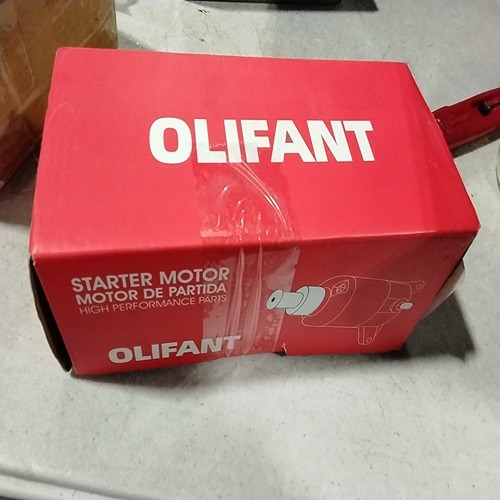 OLIFANT
STARTER MOTOR
MOTOR DE PARTIDA
HIGH PERFORMANCE PARTS
OLIFANT